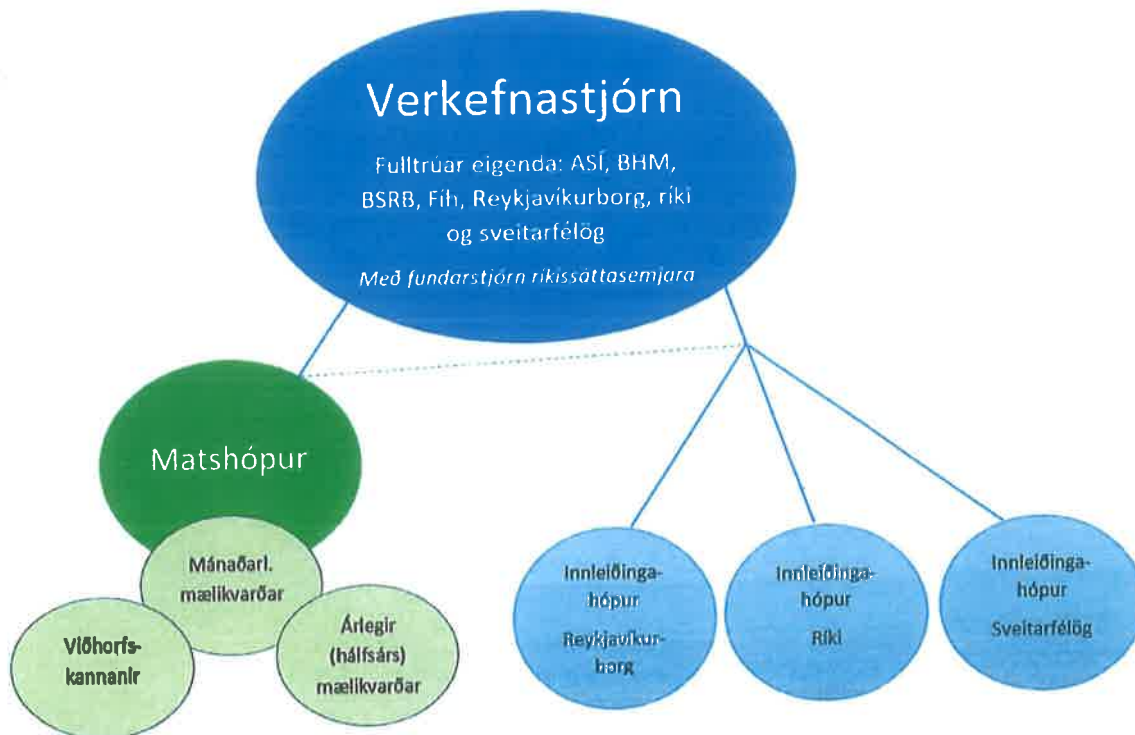 Verkefnastjórn
Fulltrúar eigenda: ASÍ, BHM,
BSRB, Fíh, Reykjavíkurborg, ríki
og sveitarfélög
Með fundarstjórn ríkissáttasemjara
Matshópur
Mánaðarl.
mælikvarðar
Viðhorfs-
kannanir
Árlegir
(hálfsárs)
mælikvarðar
Innleiðinga-
hópur
Reykjavíkur-
borg
Innleiðinga-
hópur
Ríki
Innleiðinga-
hópur
Sveitarfélög